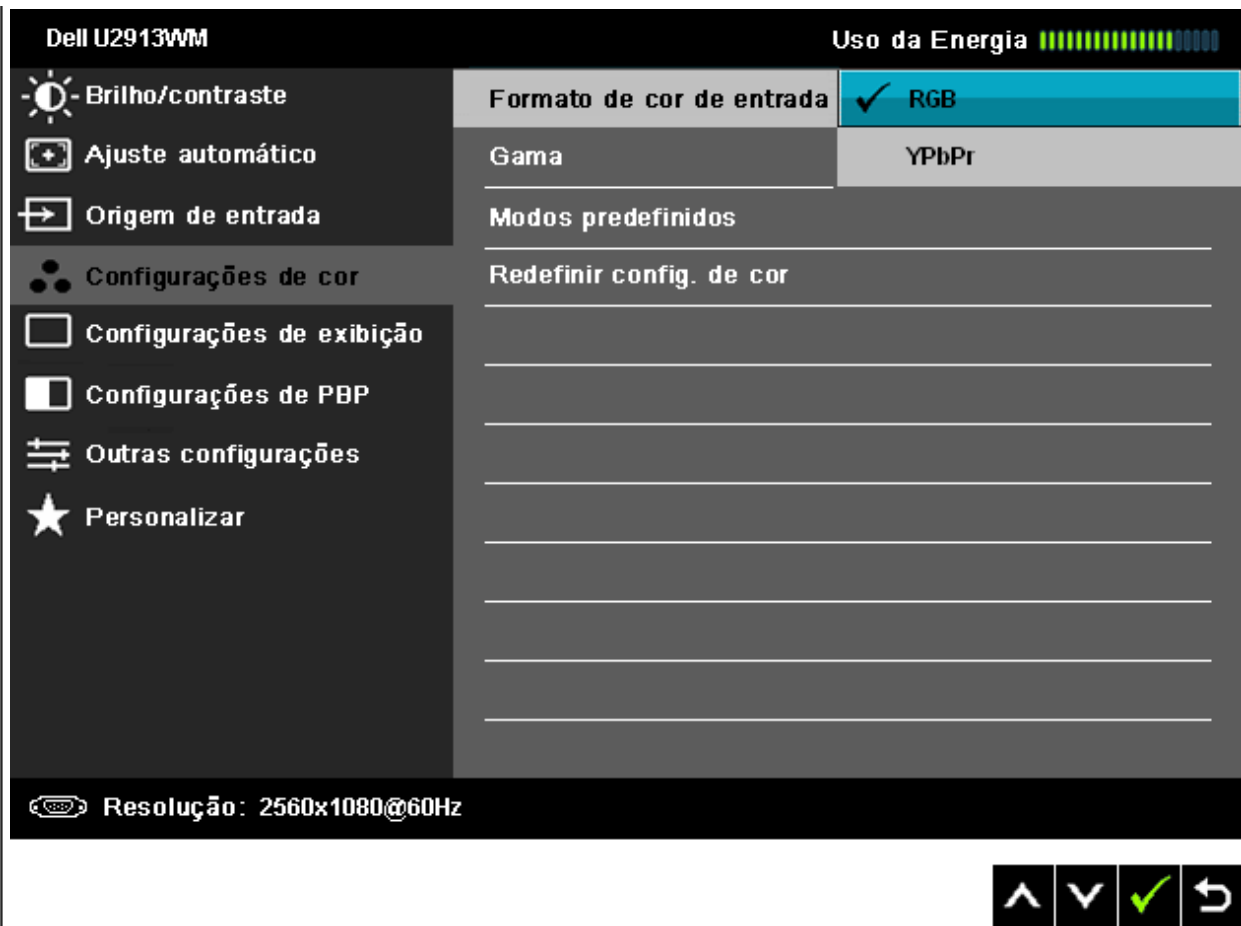 Dell U2913WM
Uso da Energia
Brilho/contraste
Ajuste automático
Origem de entrada
Configurações de cor
Configurações de exibição
Configurações de PBP
Outras configurações
Personalizar
Formato de cor de entrada
RGB
Gama
YPbPr
Modos predefinidos
Redefinir config. de cor
Resolução: 2560x1080@60Hz